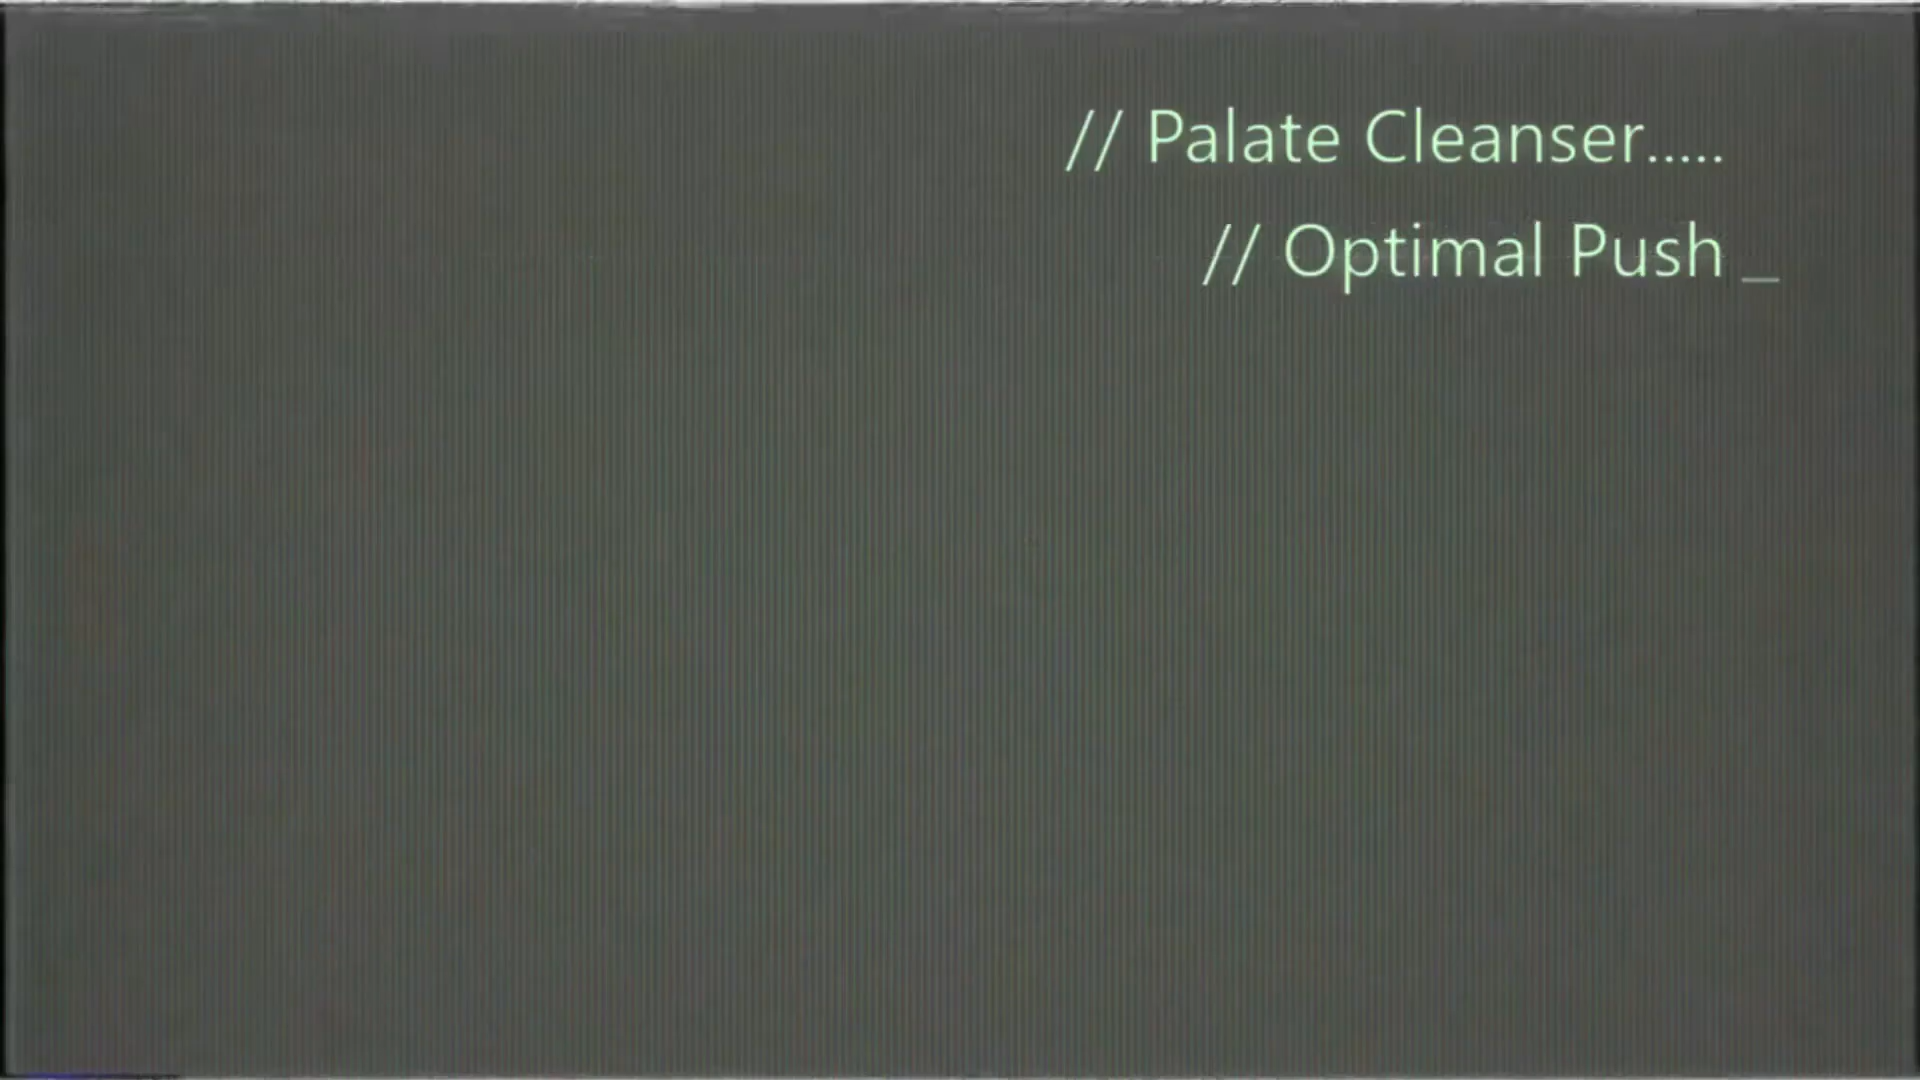 // Palate Cleanser.....
// Optimal Push _